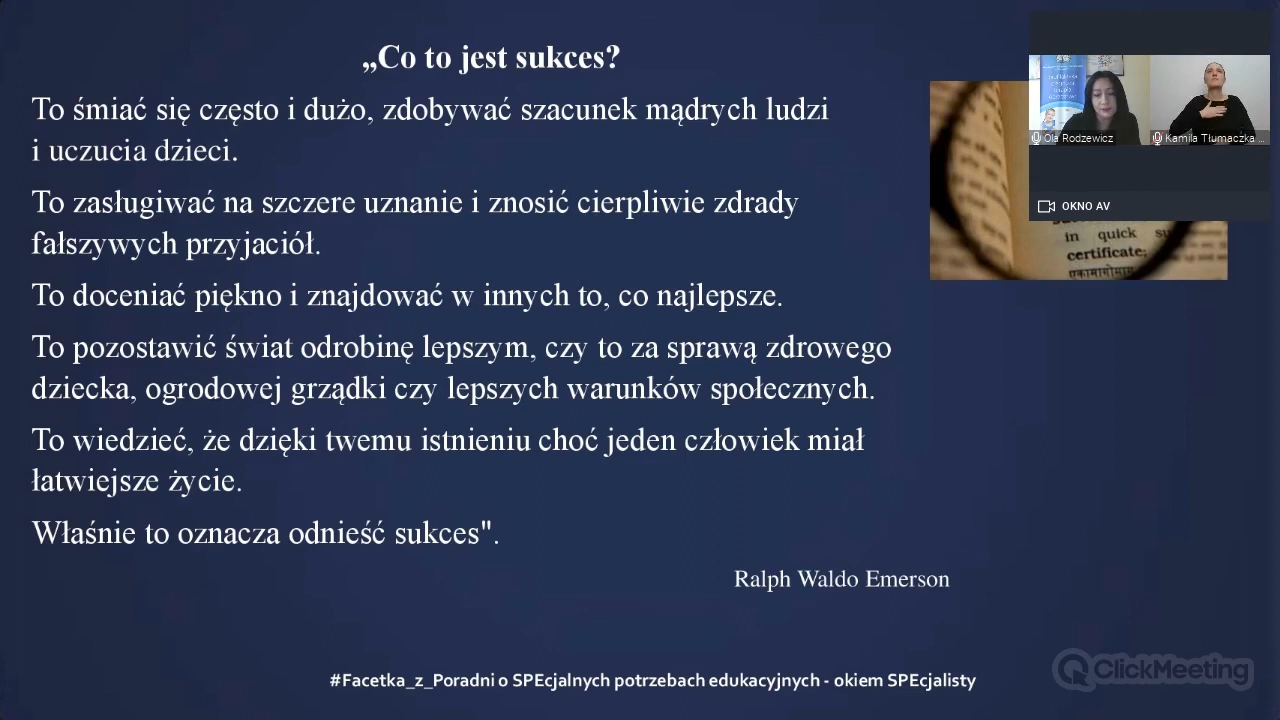 „Co to jest sukces?
To śmiać się często i dużo, zdobywać szacunek mądrych ludzi
i uczucia dzieci.
To zasługiwać na szczere uznanie i znosić cierpliwie zdrady
fałszywych przyjaciół.
To doceniać piękno i znajdować w innych to, co najlepsze.
To pozostawić świat odrobinę lepszym, czy to za sprawą zdrowego
dziecka, ogrodowej grządki czy lepszych warunków społecznych.
To wiedzieć, że dzięki twemu istnieniu choć jeden człowiek miał
łatwiejsze życie.
Właśnie to oznacza odnieść sukces".
Ralph Waldo Emerson
#Facetka_z_Poradni o SPEcjalnych potrzebach edukacyjnych - okiem SPEcjalisty
Ola Rodzewicz
Kamila Tłumaczka ...
OKNO AV
in quick
certificate;
ClickMeeting